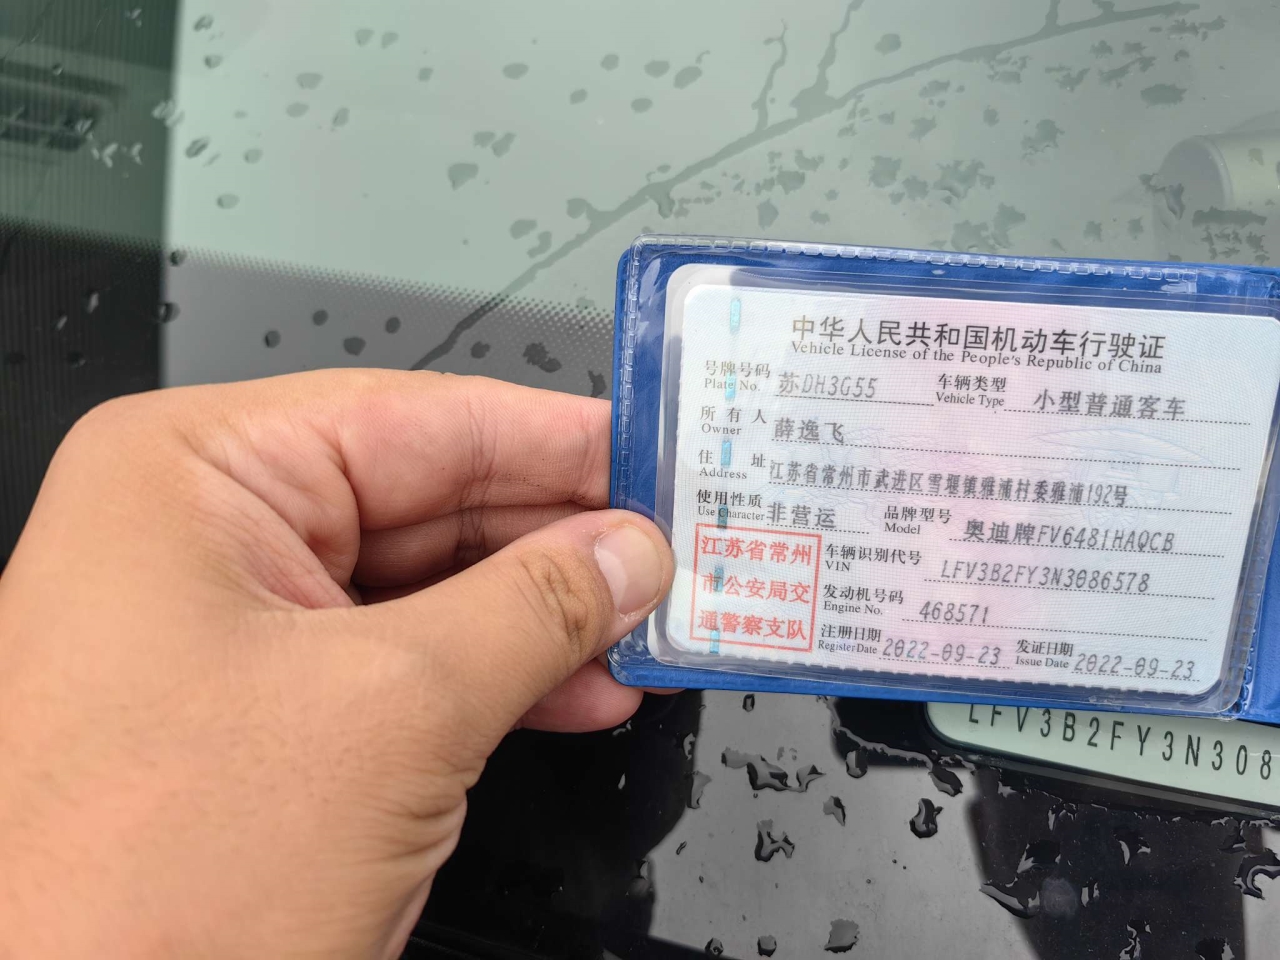 中华人民共和国机动车行驶证
Vehicle License of the People's Republic of China
号牌号码 苏DH3G55 车辆类型 小型普通客车
Plate No. Vehicle Type
所有人 薛逸飞
Owner
住址 江苏省常州市武进区雪堰镇雅浦村委雅浦192号
Address
使用性质 非营运 品牌型号 奥迪牌FV6481HAQCB
Use Character Model
江苏省常州
市公安局交
通警察支队
车辆识别代号 LFV3B2FY3N3086578
VIN
发动机号码 468571
Engine No.
注册日期 2022-09-23 发证日期 2022-09-23
Register Date Issue Date
LFV3B2FY3N308